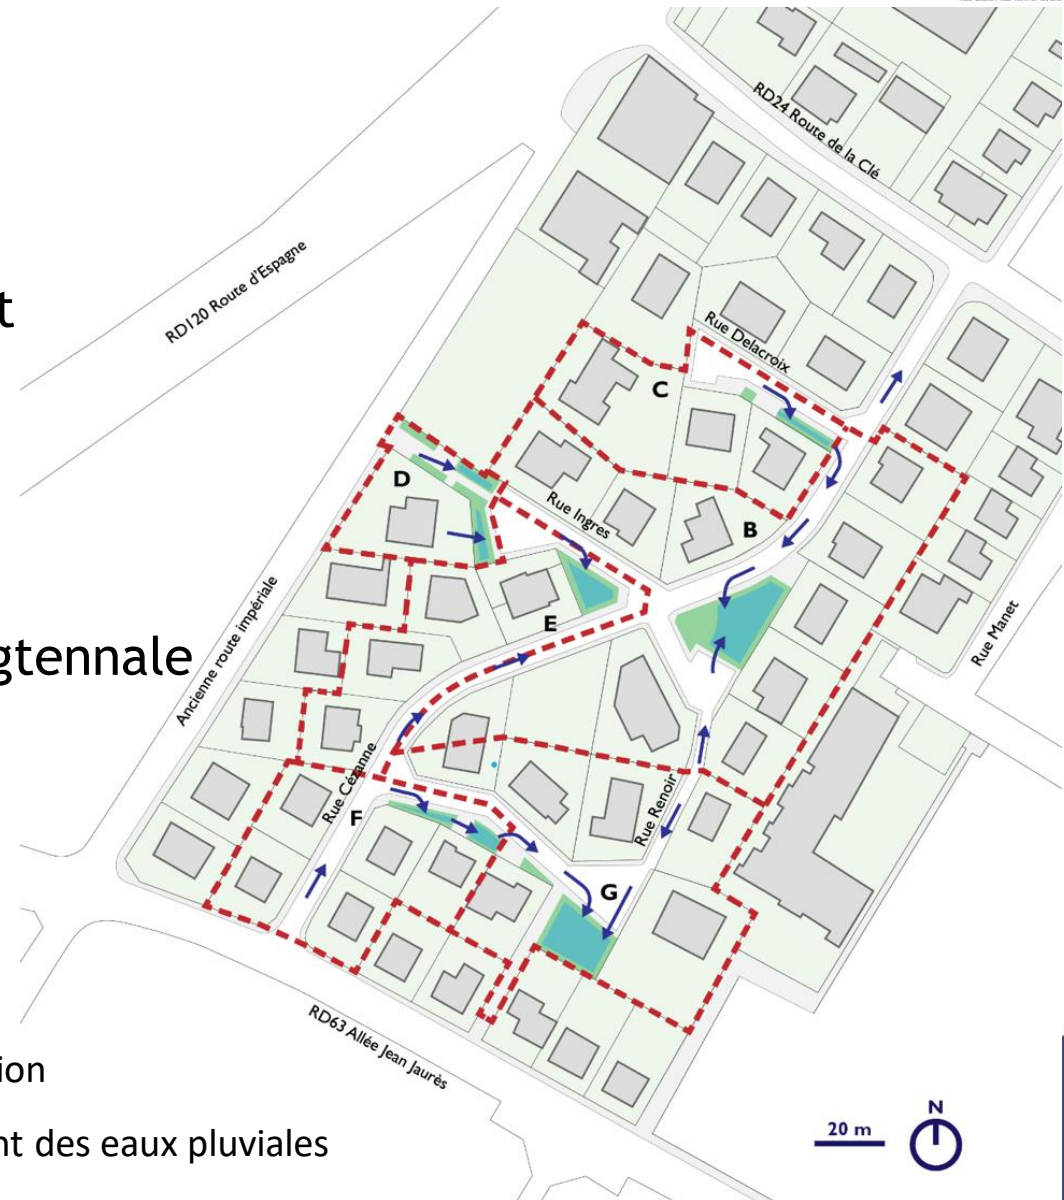 RD24 Route de la Clé
RD120 Route d'Espagne
t
Rue Delacroix
C
D
Rue Ingres
B
E
gtennale
Ancienne route impériale
Rue Manet
Rue Cézanne
Rue Renoir
F
G
RD63 Allée Jean Jaurès
ion
nt des eaux pluviales
20 m
N